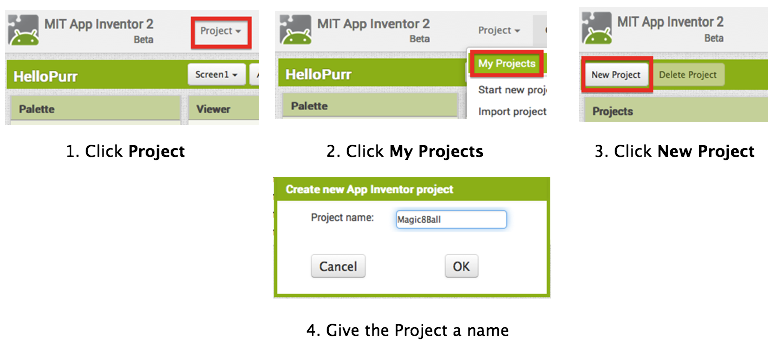 MIT App Inventor 2
Beta
Project
HelloPurr
Screen1
Palette
Viewer
1. Click Project
MIT App Inventor 2
Beta
Project
My Projects
HelloPurr
Start new proj
Palette
Import project
2. Click My Projects
MIT App Inventor 2
Beta
New Project
Delete Project
Projects
3. Click New Project
Create new App Inventor project
Project name:
Magic8Ball
Cancel
OK
4. Give the Project a name